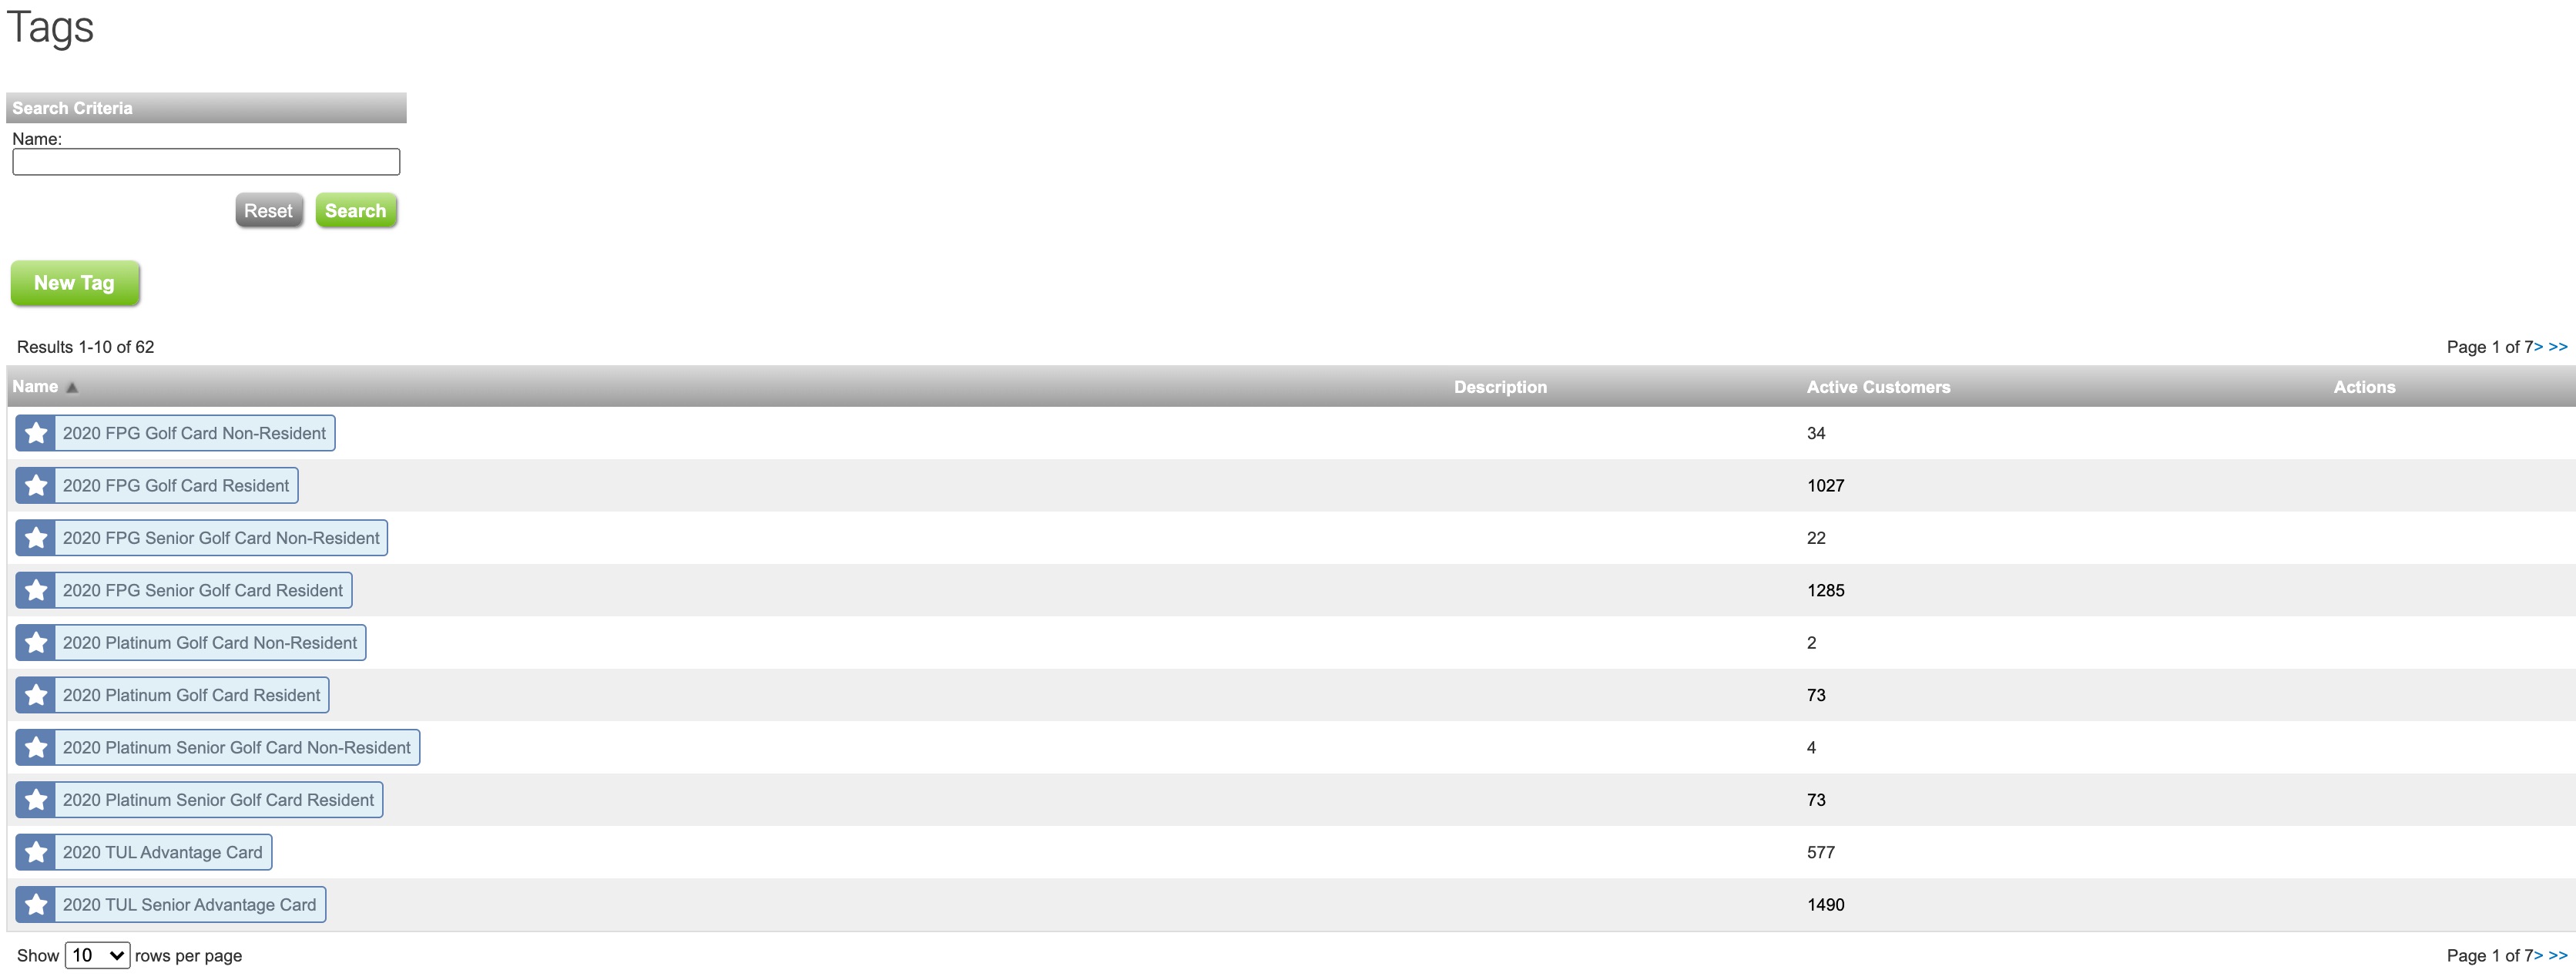 Tags
Search Criteria
Name:
Reset Search
New Tag
Results 1-10 of 62 Page 1 of 7> >>
Name ▲ Description Active Customers Actions
2020 FPG Golf Card Non-Resident 34
2020 FPG Golf Card Resident 1027
2020 FPG Senior Golf Card Non-Resident 22
2020 FPG Senior Golf Card Resident 1285
2020 Platinum Golf Card Non-Resident 2
2020 Platinum Golf Card Resident 73
2020 Platinum Senior Golf Card Non-Resident 4
2020 Platinum Senior Golf Card Resident 73
2020 TUL Advantage Card 577
2020 TUL Senior Advantage Card 1490
Show 10 rows per page Page 1 of 7> >>